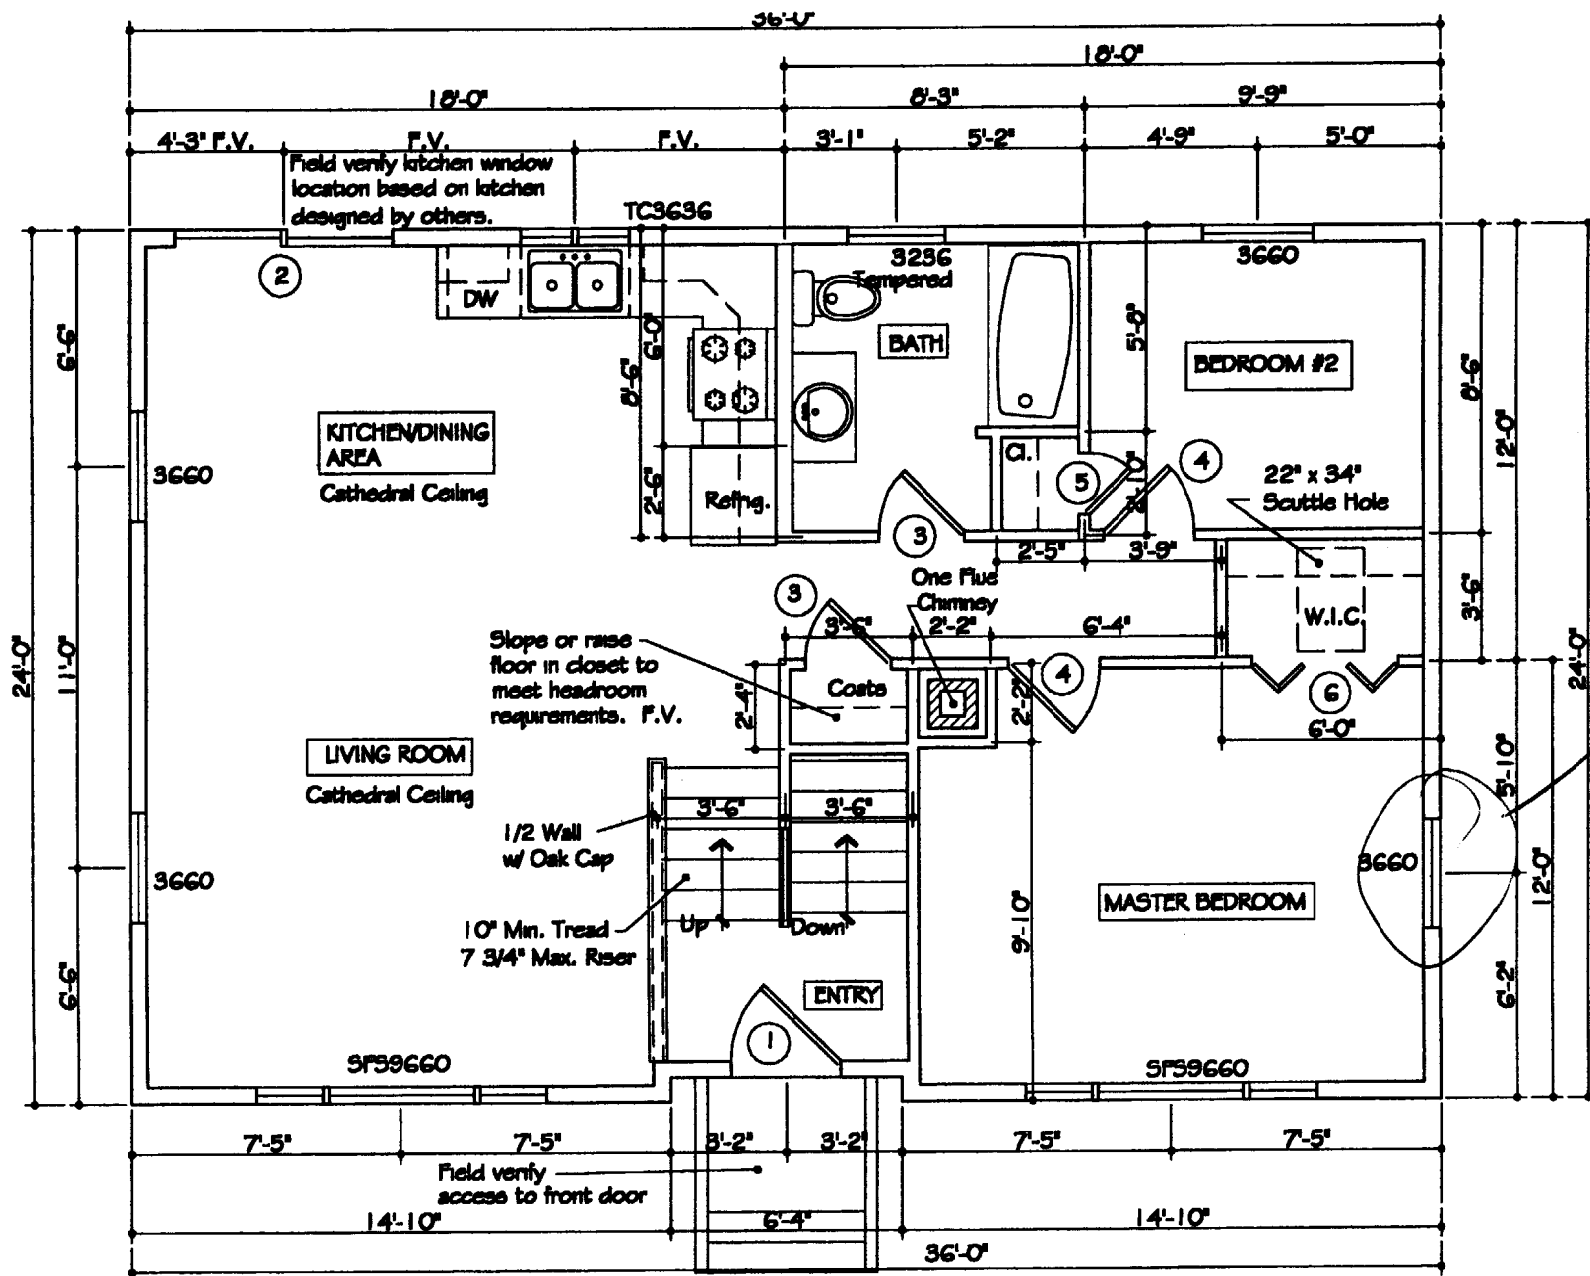 36'-0"
18'-0"
18'-0"
8'-3"
9'-9"
4'-3" F.V.
F.V.
F.V.
3'-1"
5'-2"
4'-9"
5'-0"
Field verify kitchen window
location based on kitchen
designed by others.
TC3636
2
DW
3236
Tempered
3660
6'-6"
8'-6"
6'-0"
BATH
5'-8"
BEDROOM #2
8'-6"
12'-0"
KITCHEN/DINING
AREA
Cathedral Ceiling
3660
2'-6"
Refrig.
Cl.
5
2'-10"
4
22" x 34"
Scuttle Hole
3
2'-5"
3'-9"
3
One Flue
Chimney
3'-6"
W.I.C.
24'-0"
11'-0"
Slope or raise
floor in closet to
meet headroom
requirements. F.V.
3'-6"
2'-2"
6'-4"
24'-0"
Coats
2'-4"
2'-2"
4
6
6'-0"
5'-10"
LIVING ROOM
Cathedral Ceiling
1/2 Wall
w/ Oak Cap
3'-6"
3'-6"
3660
3660
12'-0"
MASTER BEDROOM
10" Min. Tread
7 3/4" Max. Riser
Up
Down
9'-10"
6'-6"
6'-2"
ENTRY
1
SFS9660
SFS9660
7'-5"
7'-5"
3'-2"
3'-2"
7'-5"
7'-5"
Field verify
access to front door
14'-10"
6'-4"
14'-10"
36'-0"